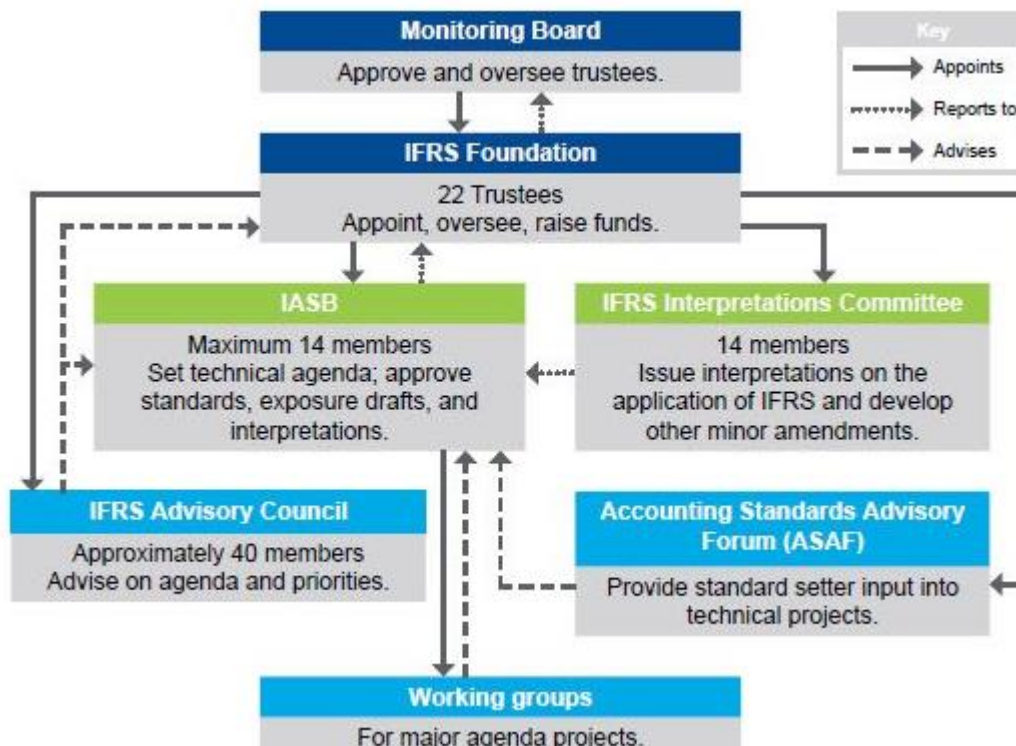 Monitoring Board
Approve and oversee trustees.
Key
Appoints
Reports to
Advises
IFRS Foundation
22 Trustees
Appoint, oversee, raise funds.
IASB
Maximum 14 members
Set technical agenda; approve
standards, exposure drafts, and
interpretations.
IFRS Interpretations Committee
14 members
Issue interpretations on the
application of IFRS and develop
other minor amendments.
IFRS Advisory Council
Approximately 40 members
Advise on agenda and priorities.
Accounting Standards Advisory
Forum (ASAF)
Provide standard setter input into
technical projects.
Working groups
For major agenda projects.